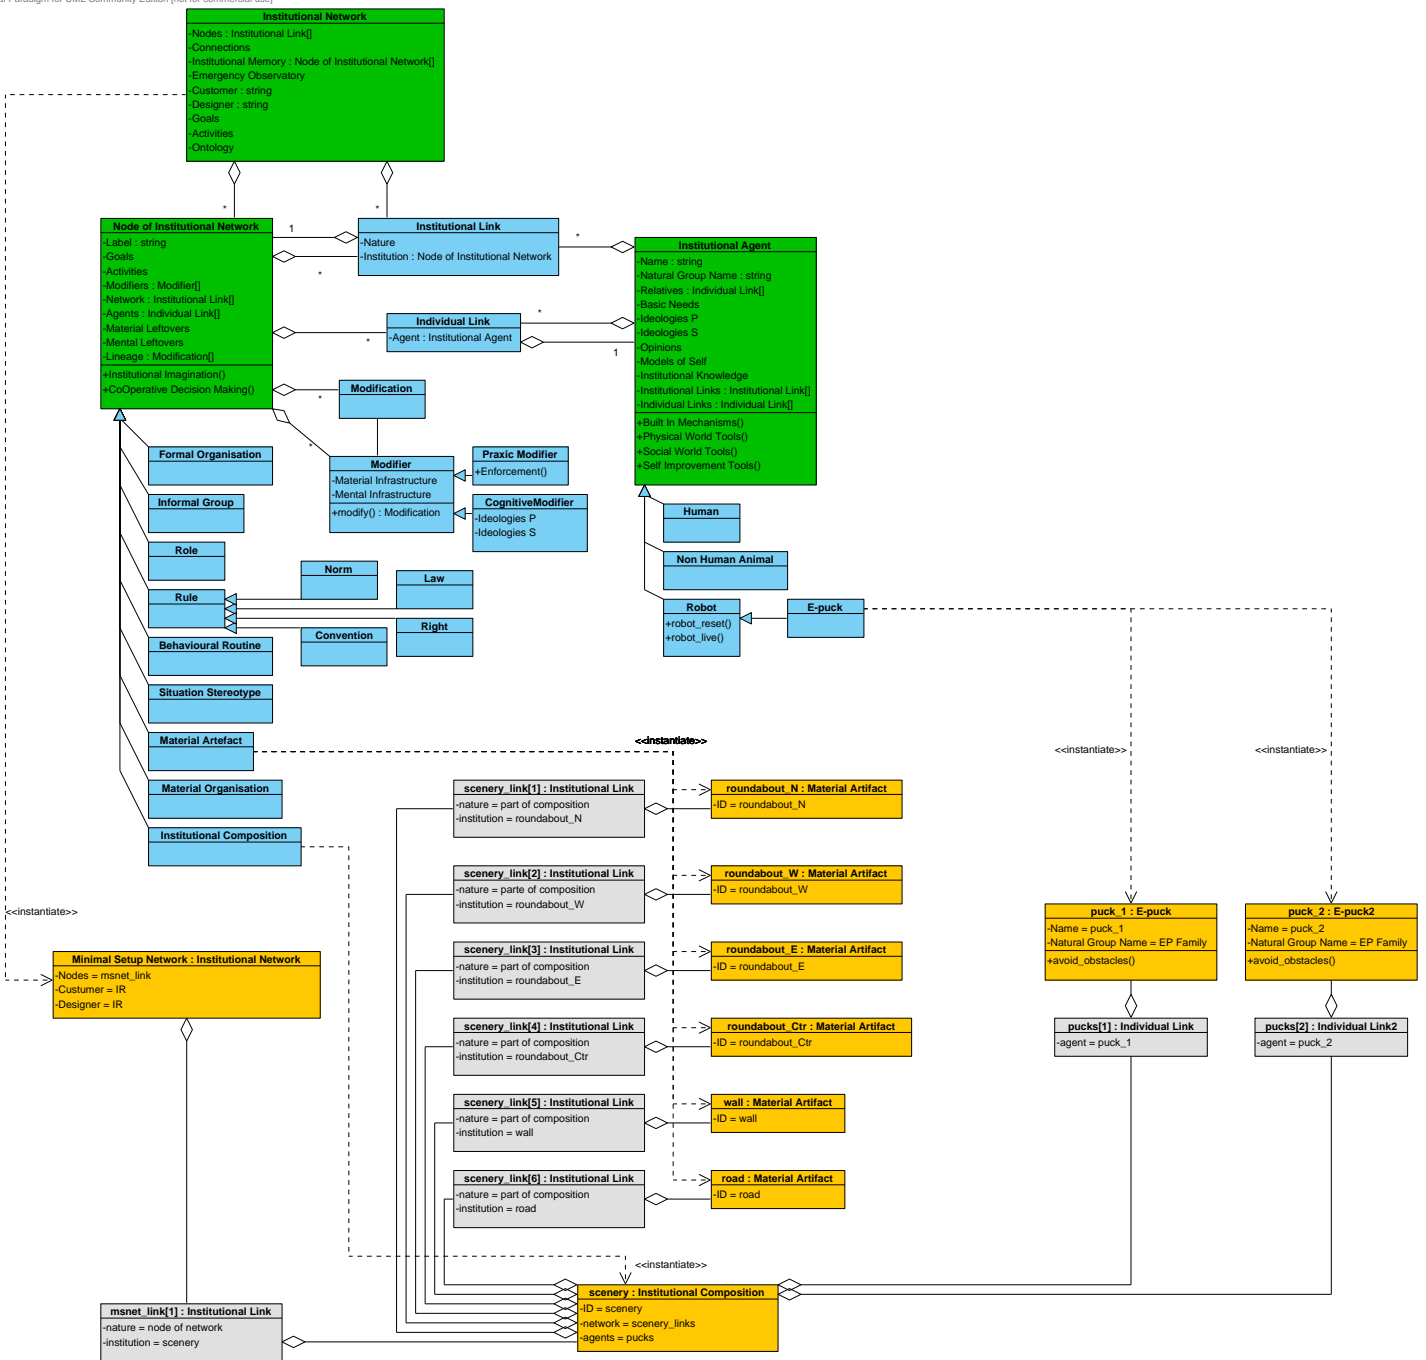 al Paradigm for UML Community Edition [not for commercial use]
Institutional Network
-Nodes : Institutional Link[]
-Connections
-Institutional Memory : Node of Institutional Network[]
-Emergency Observatory
-Customer : string
-Designer : string
-Goals
-Activities
-Ontology
*
*
Node of Institutional Network
-Label : string
-Goals
-Activities
-Modifiers : Modifier[]
-Network : Institutional Link[]
-Agents : Individual Link[]
-Material Leftovers
-Mental Leftovers
-Lineage : Modification[]
+Institutional Imagination()
+CoOperative Decision Making()
1
*
Institutional Link
-Nature
-Institution : Node of Institutional Network
*
Institutional Agent
-Name : string
-Natural Group Name : string
-Relatives : Individual Link[]
-Basic Needs
-Ideologies P
-Ideologies S
-Opinions
-Models of Self
-Institutional Knowledge
-Institutional Links : Institutional Link[]
-Individual Links : Individual Link[]
+Built In Mechanisms()
+Physical World Tools()
+Social World Tools()
+Self Improvement Tools()
Individual Link
-Agent : Institutional Agent
*
*
1
Modification
*
*
Modifier
-Material Infrastructure
-Mental Infrastructure
+modify() : Modification
Praxic Modifier
+Enforcement()
CognitiveModifier
-Ideologies P
-Ideologies S
Formal Organisation
Informal Group
Role
Rule
Norm
Law
Convention
Right
Behavioural Routine
Situation Stereotype
Material Artefact
Material Organisation
Institutional Composition
Human
Non Human Animal
Robot
+robot_reset()
+robot_live()
E-puck
<<instantiate>>
<<instantiate>>
<<instantiate>>
scenery_link[1] : Institutional Link
-nature = part of composition
-institution = roundabout_N
roundabout_N : Material Artifact
-ID = roundabout_N
scenery_link[2] : Institutional Link
-nature = parte of composition
-institution = roundabout_W
roundabout_W : Material Artifact
-ID = roundabout_W
scenery_link[3] : Institutional Link
-nature = part of composition
-institution = roundabout_E
roundabout_E : Material Artifact
-ID = roundabout_E
scenery_link[4] : Institutional Link
-nature = part of composition
-institution = roundabout_Ctr
roundabout_Ctr : Material Artifact
-ID = roundabout_Ctr
scenery_link[5] : Institutional Link
-nature = part of composition
-institution = wall
wall : Material Artifact
-ID = wall
scenery_link[6] : Institutional Link
-nature = part of composition
-institution = road
road : Material Artifact
-ID = road
puck_1 : E-puck
-Name = puck_1
-Natural Group Name = EP Family
+avoid_obstacles()
puck_2 : E-puck2
-Name = puck_2
-Natural Group Name = EP Family
+avoid_obstacles()
pucks[1] : Individual Link
-agent = puck_1
pucks[2] : Individual Link2
-agent = puck_2
<<instantiate>>
Minimal Setup Network : Institutional Network
-Nodes = msnet_link
-Custumer = IR
-Designer = IR
<<instantiate>>
scenery : Institutional Composition
-ID = scenery
-network = scenery_links
-agents = pucks
msnet_link[1] : Institutional Link
-nature = node of network
-institution = scenery